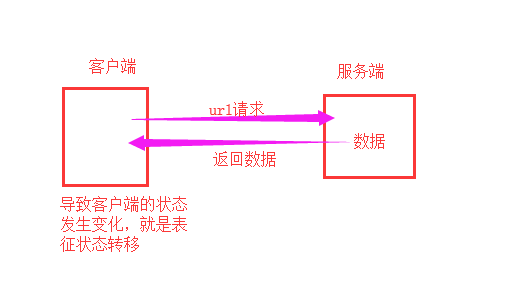 客户端
服务端
url请求
数据
返回数据
导致客户端的状态
发生变化，就是表
征状态转移